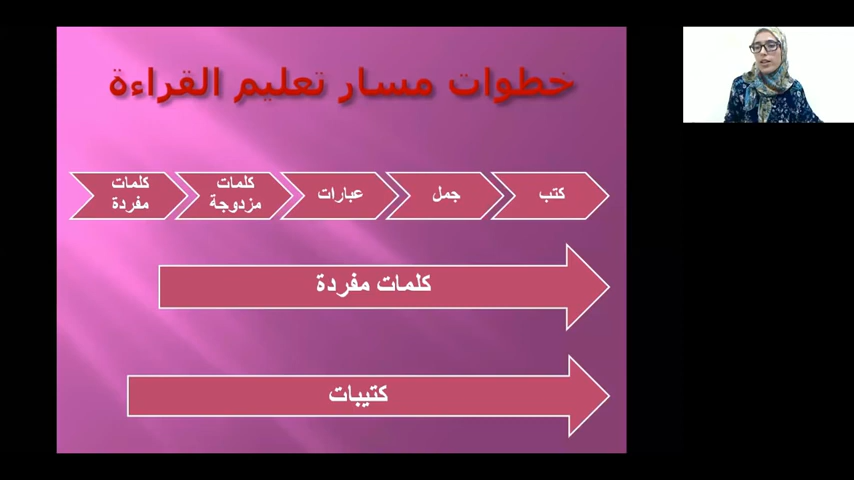 خطوات مسار تعليم القراءة
كلمات
مفردة
كلمات
مزدوجة
عبارات
جمل
كتب
كلمات مفردة
كتيبات